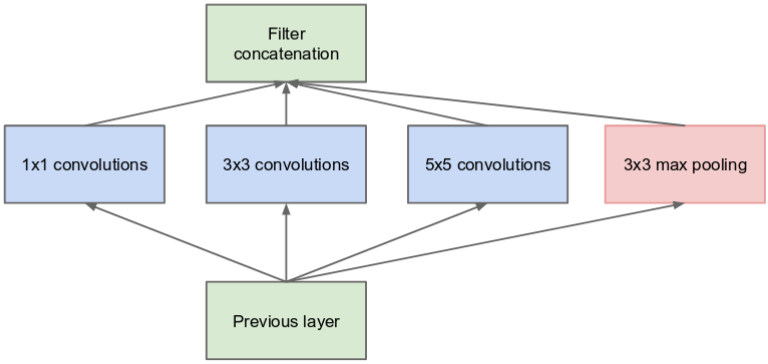 Filter
concatenation
1x1 convolutions
3x3 convolutions
5x5 convolutions
3x3 max pooling
Previous layer